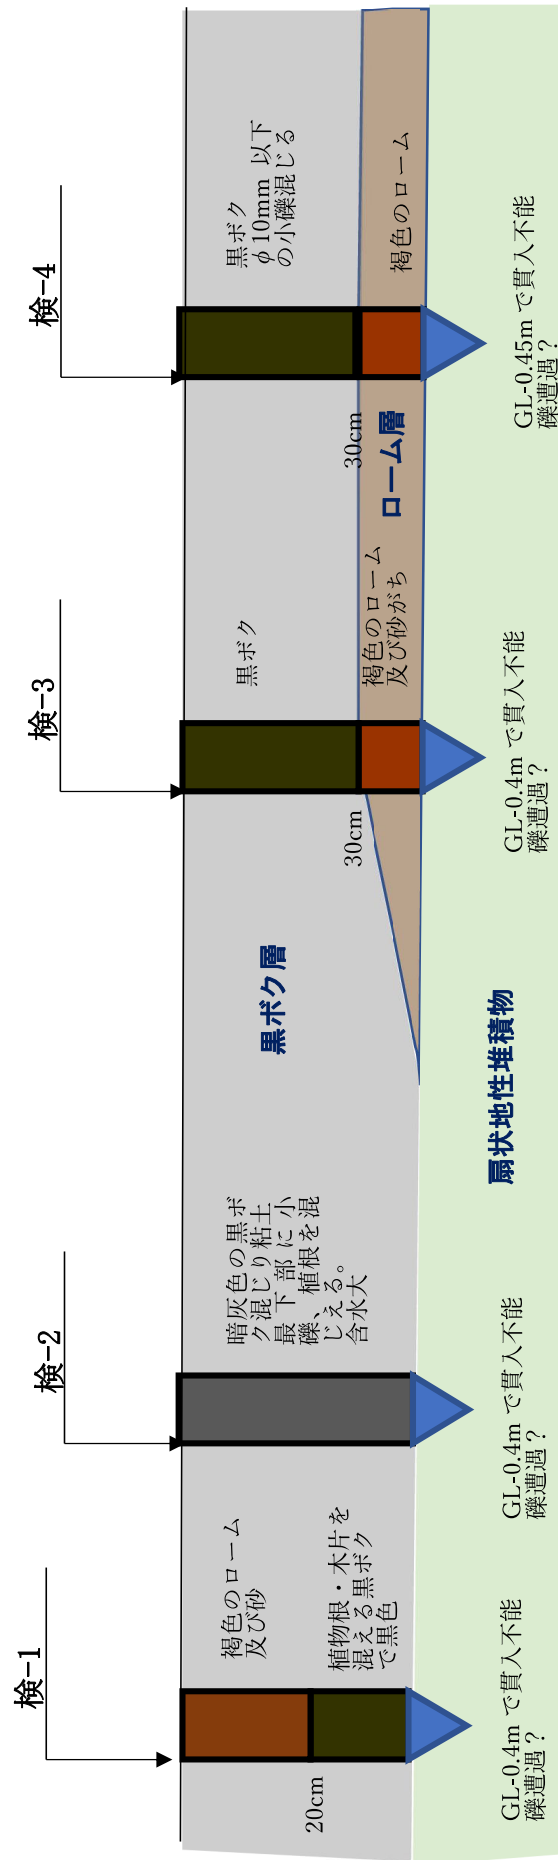 検-1
褐色のローム
及び砂
植物根・木片を
混える黒ボク
で黒色
20cm
GL-0.4m で貫入不能
礫遭遇？
検-2
暗灰色の黒ボ
ク混じり粘土
最下部に小
礫、植根を混
じえる。
含水大
GL-0.4m で貫入不能
礫遭遇？
黒ボク層
扇状地性堆積物
検-3
黒ボク
30cm
褐色のローム
及び砂がち
GL-0.4m で貫入不能
礫遭遇？
ローム層
検-4
黒ボク
φ10mm 以下
の小礫混じる
30cm
褐色のローム
GL-0.45m で貫入不能
礫遭遇？